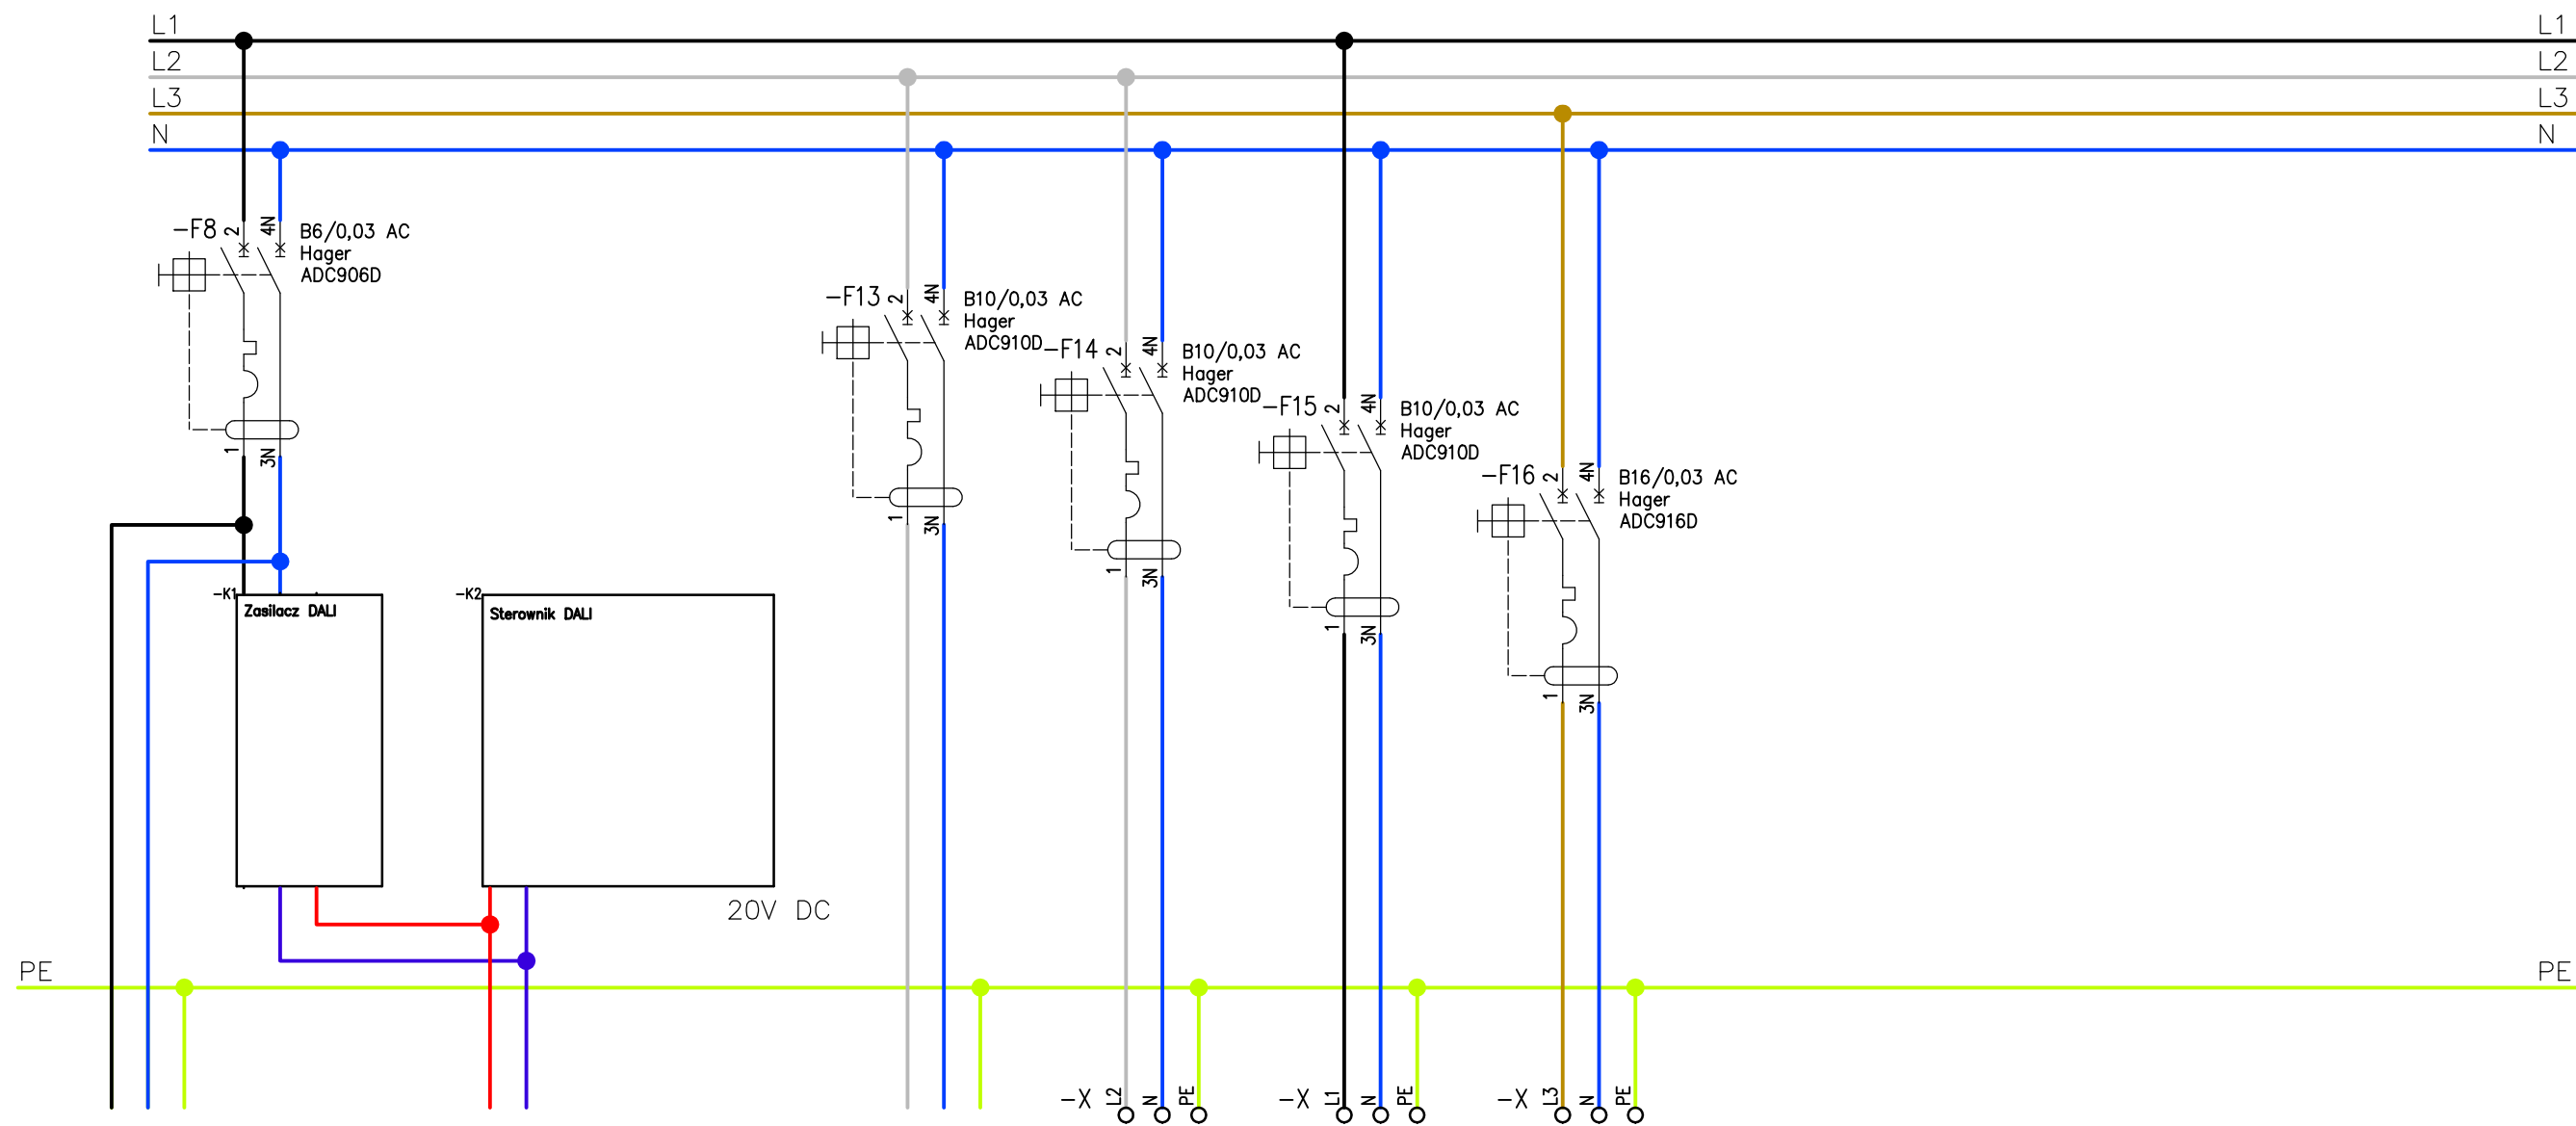 L1
L1
L2
L2
L3
L3
N
N
-F8
2
4N
B6/0,03 AC
Hager
ADC906D
1
3N
-F13
2
4N
B10/0,03 AC
Hager
ADC910D
1
3N
-F14
2
4N
B10/0,03 AC
Hager
ADC910D
1
3N
-F15
2
4N
B10/0,03 AC
Hager
ADC910D
1
3N
-F16
2
4N
B16/0,03 AC
Hager
ADC916D
1
3N
-K1
Zasilacz DALI
-K2
Sterownik DALI
20V DC
PE
PE
-X
L2
N
PE
-X
L1
N
PE
-X
L3
N
PE